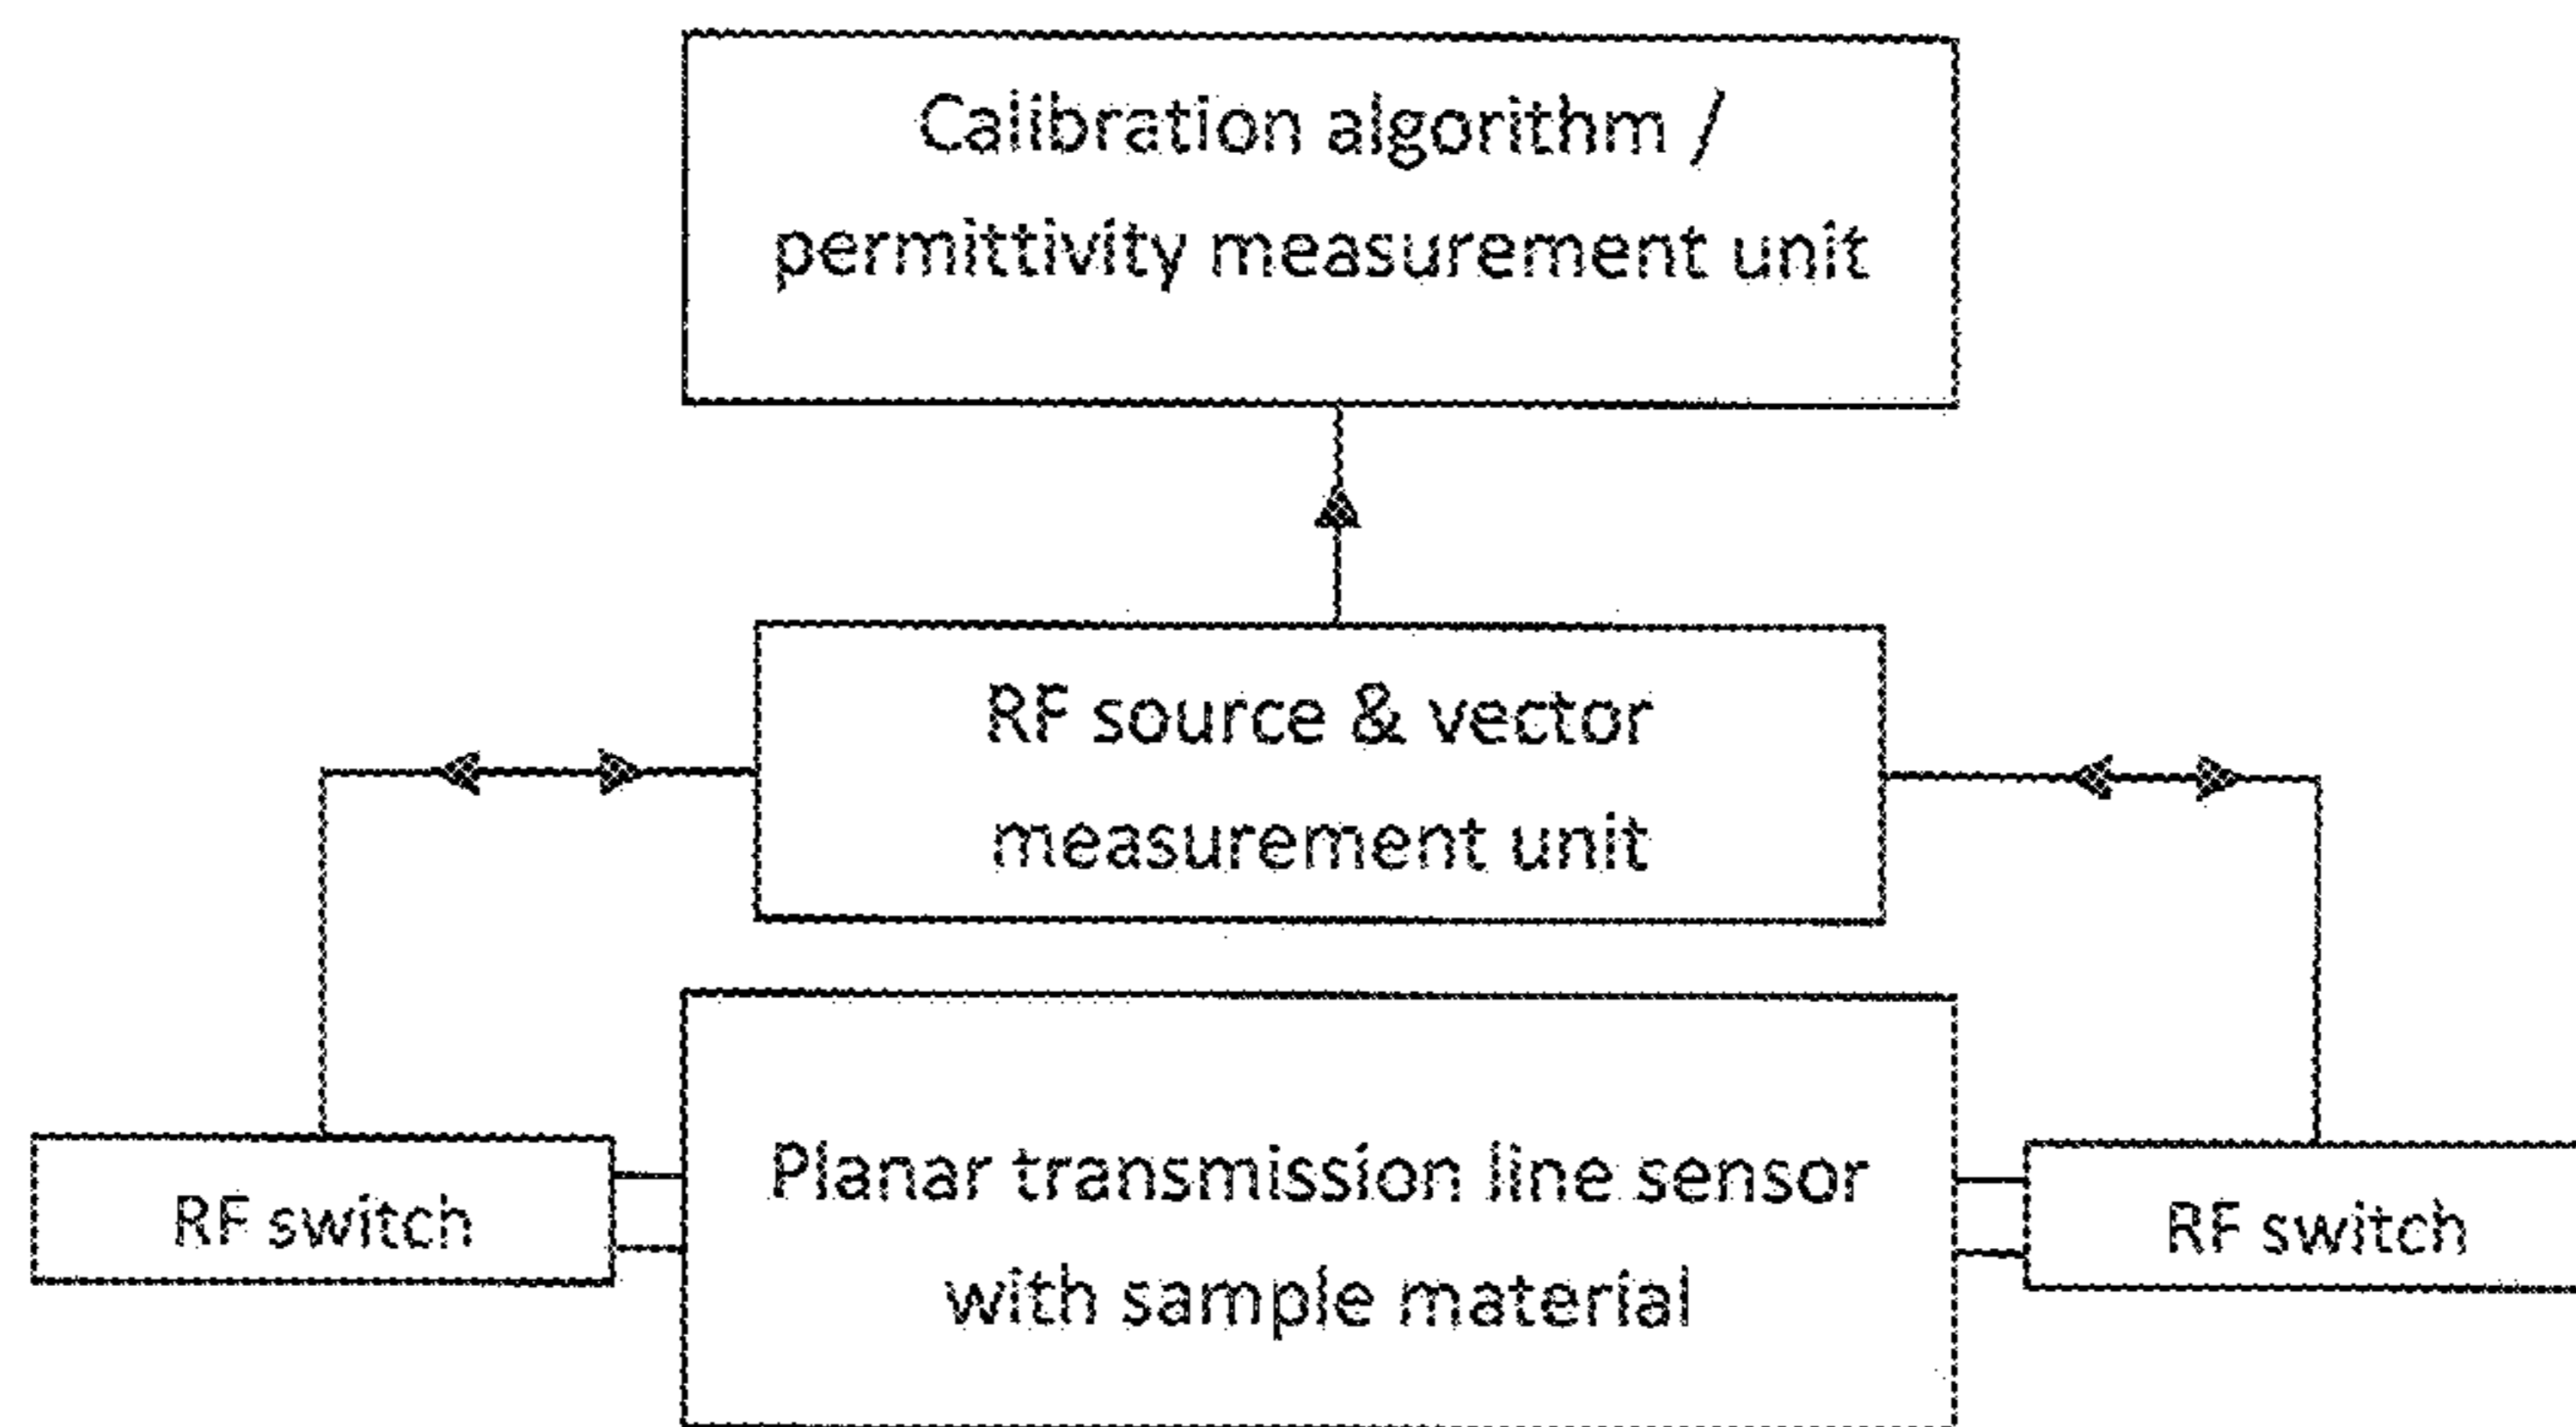 Calibration algorithm /
permittivity measurement unit
RF source & vector
measurement unit
Planar transmission line sensor
with sample material
RF switch
RF switch